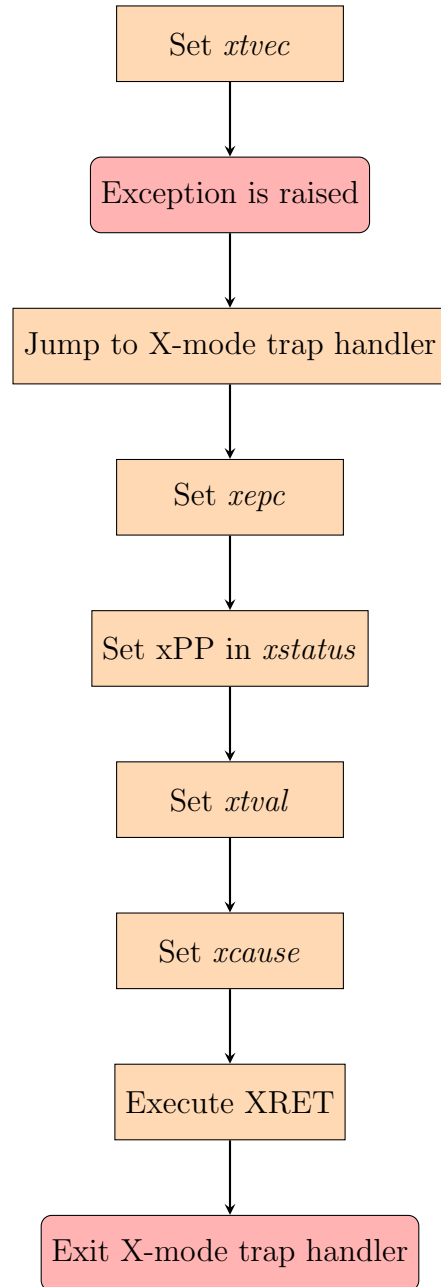 Set xtvec
Exception is raised
Jump to X-mode trap handler
Set xepc
Set xPP in xstatus
Set xtval
Set xcause
Execute XRET
Exit X-mode trap handler